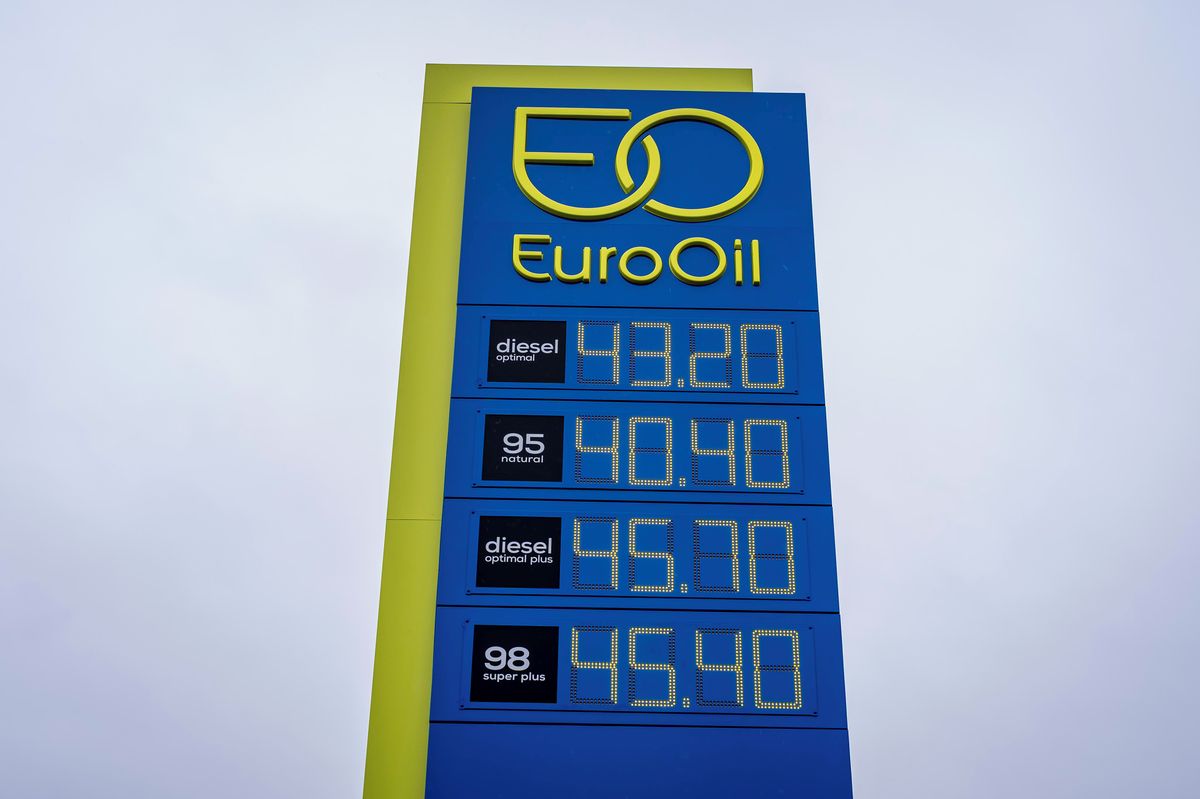 EO
EuroOil
diesel
optimal
43.20
95
natural
40.40
diesel
optimal plus
45.70
98
super plus
45.40